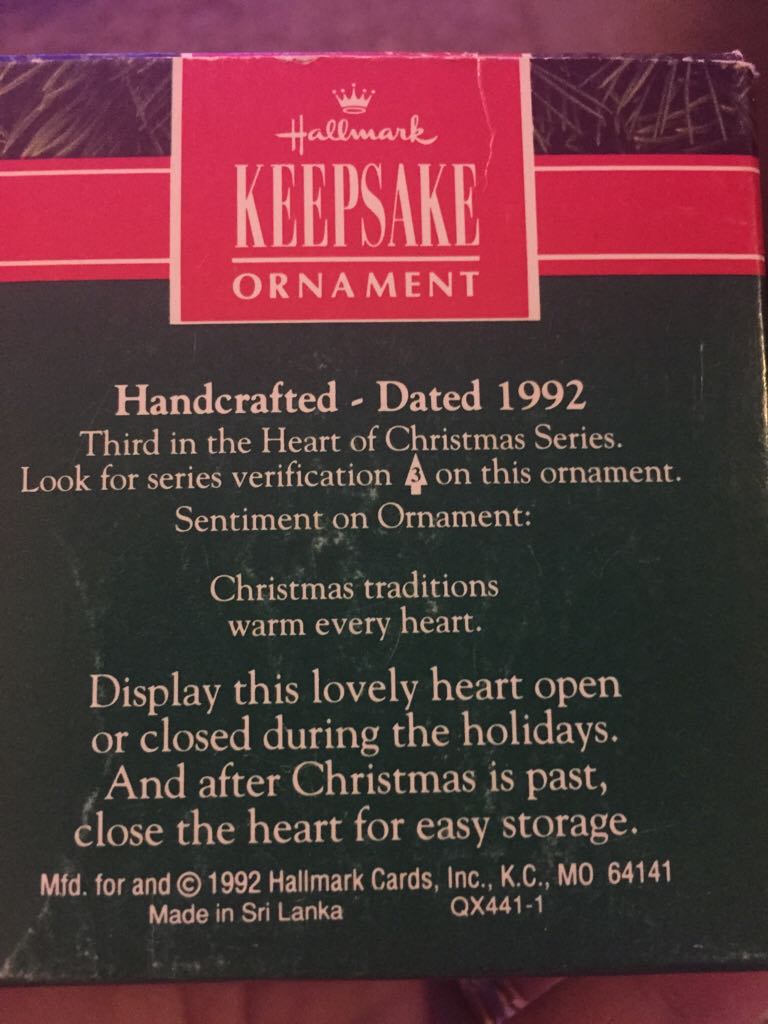 Hallmark
KEEPSAKE
ORNAMENT
Handcrafted - Dated 1992
Third in the Heart of Christmas Series.
Look for series verification 3 on this ornament.
Sentiment on Ornament:
Christmas traditions
warm every heart.
Display this lovely heart open
or closed during the holidays.
And after Christmas is past,
close the heart for easy storage.
Mfd. for and © 1992 Hallmark Cards, Inc., K.C., MO 64141
Made in Sri Lanka QX441-1